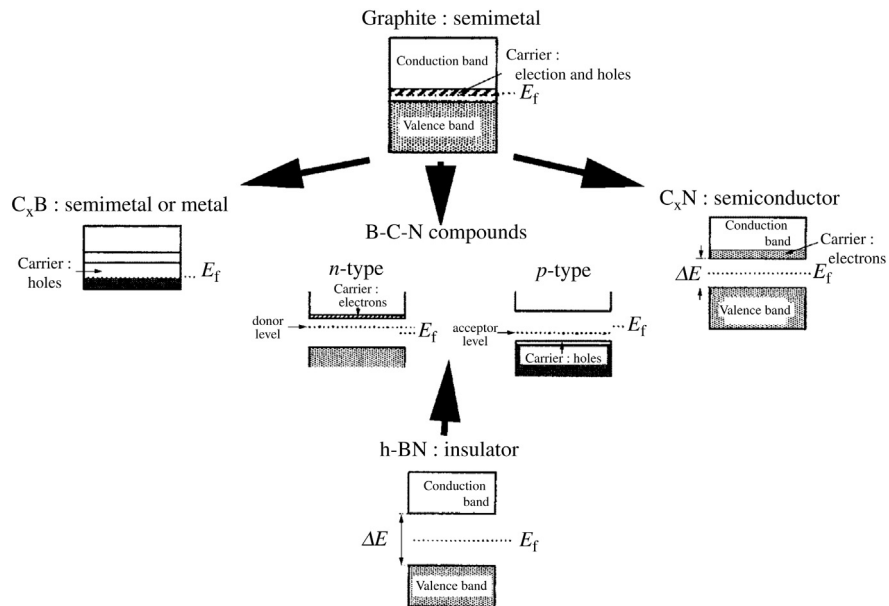 Graphite : semimetal
Conduction band
Carrier :
election and holes
E_f
Valence band
C_xB : semimetal or metal
Carrier :
holes
E_f
B-C-N compounds
n-type
Carrier :
electrons
donor
level
E_f
p-type
acceptor
level
E_f
Carrier : holes
C_xN : semiconductor
Conduction
band
Carrier :
electrons
ΔE
E_f
Valence band
h-BN : insulator
Conduction
band
ΔE
E_f
Valence band